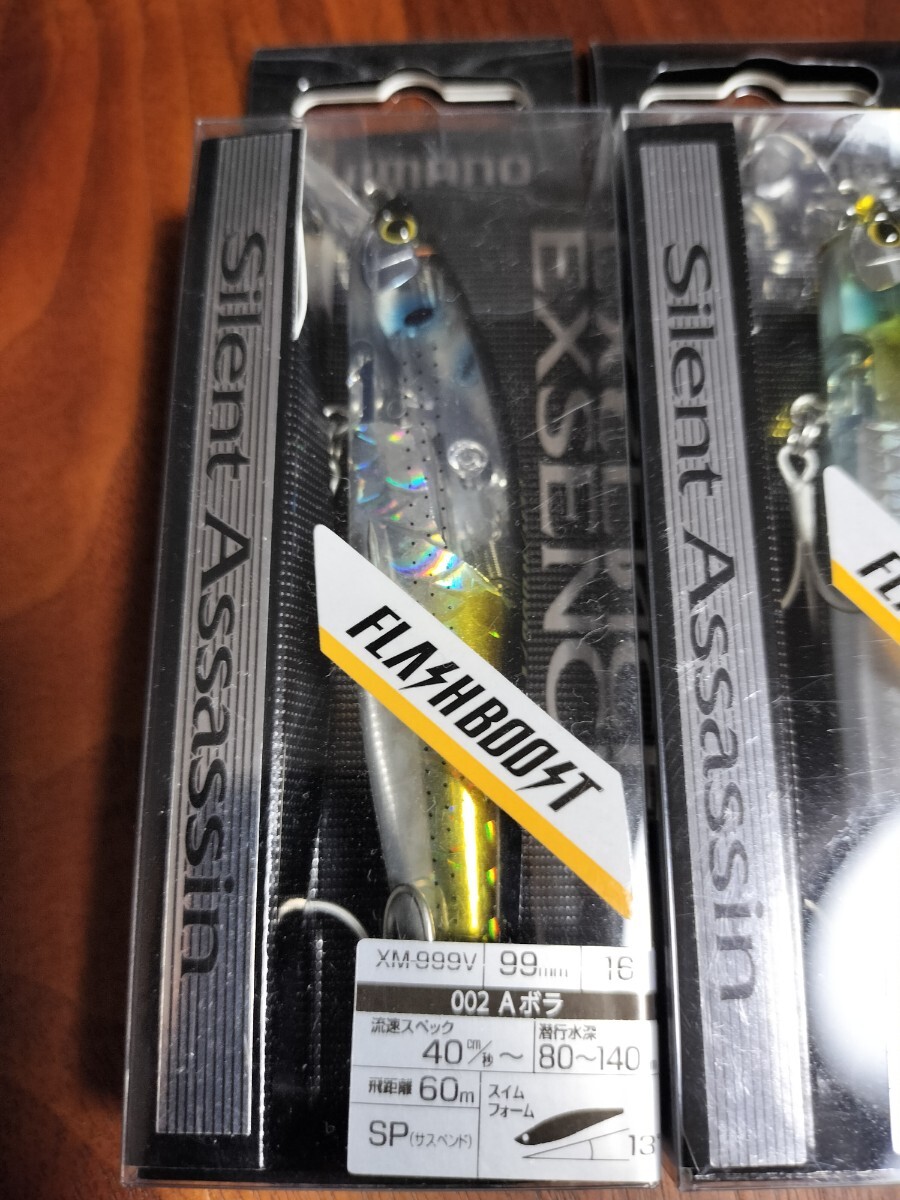 SHIMANO
EXSENC
Silent Assassin
FLASHBOOST
XM-999V 99mm 16
002 Aボラ
流速スペック
40cm/秒～
潜行水深
80～140
飛距離 60m
スイム
フォーム
SP(サスペンド)
13°
Silent Assassin